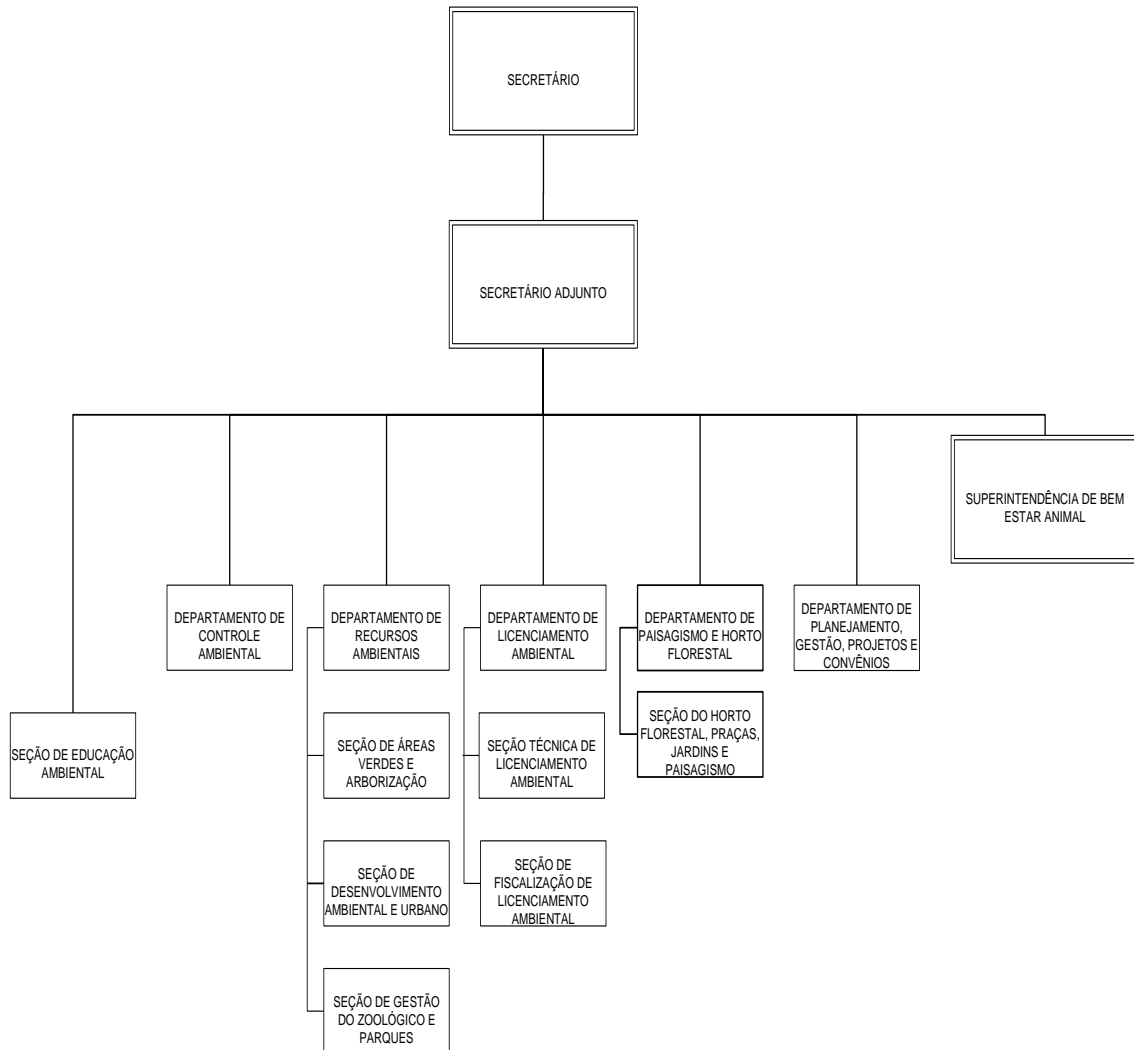 SECRETÁRIO
SECRETÁRIO ADJUNTO
SUPERINTENDÊNCIA DE BEM
ESTAR ANIMAL
DEPARTAMENTO DE
CONTROLE
AMBIENTAL
DEPARTAMENTO DE
RECURSOS
AMBIENTAIS
DEPARTAMENTO DE
LICENCIAMENTO
AMBIENTAL
DEPARTAMENTO DE
PAISAGISMO E HORTO
FLORESTAL
DEPARTAMENTO DE
PLANEJAMENTO,
GESTÃO, PROJETOS E
CONVÊNIOS
SEÇÃO DE EDUCAÇÃO
AMBIENTAL
SEÇÃO DE ÁREAS
VERDES E
ARBORIZAÇÃO
SEÇÃO TÉCNICA DE
LICENCIAMENTO
AMBIENTAL
SEÇÃO DO HORTO
FLORESTAL, PRAÇAS,
JARDINS E
PAISAGISMO
SEÇÃO DE
DESENVOLVIMENTO
AMBIENTAL E URBANO
SEÇÃO DE
FISCALIZAÇÃO DE
LICENCIAMENTO
AMBIENTAL
SEÇÃO DE GESTÃO
DO ZOOLÓGICO E
PARQUES